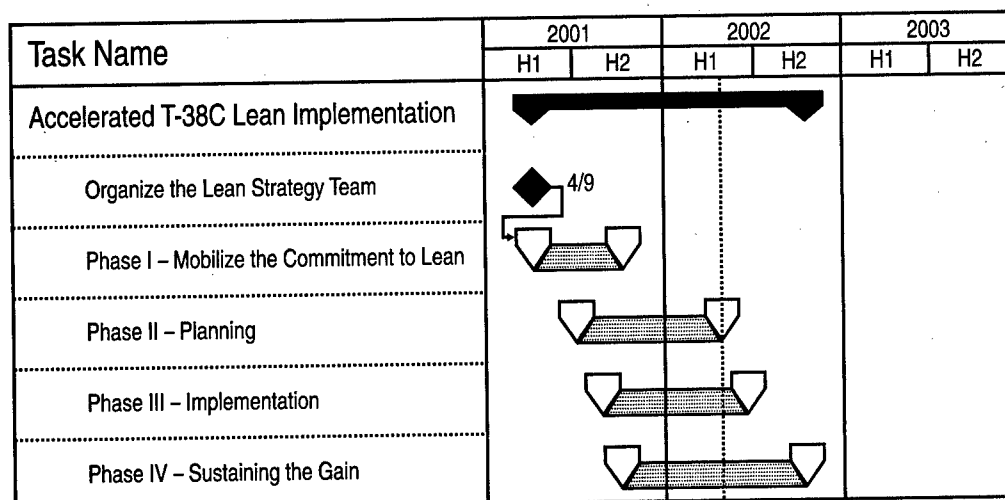 Task Name
2001 2002 2003
H1 H2 H1 H2 H1 H2
Accelerated T-38C Lean Implementation
Organize the Lean Strategy Team 4/9
Phase I – Mobilize the Commitment to Lean
Phase II – Planning
Phase III – Implementation
Phase IV – Sustaining the Gain